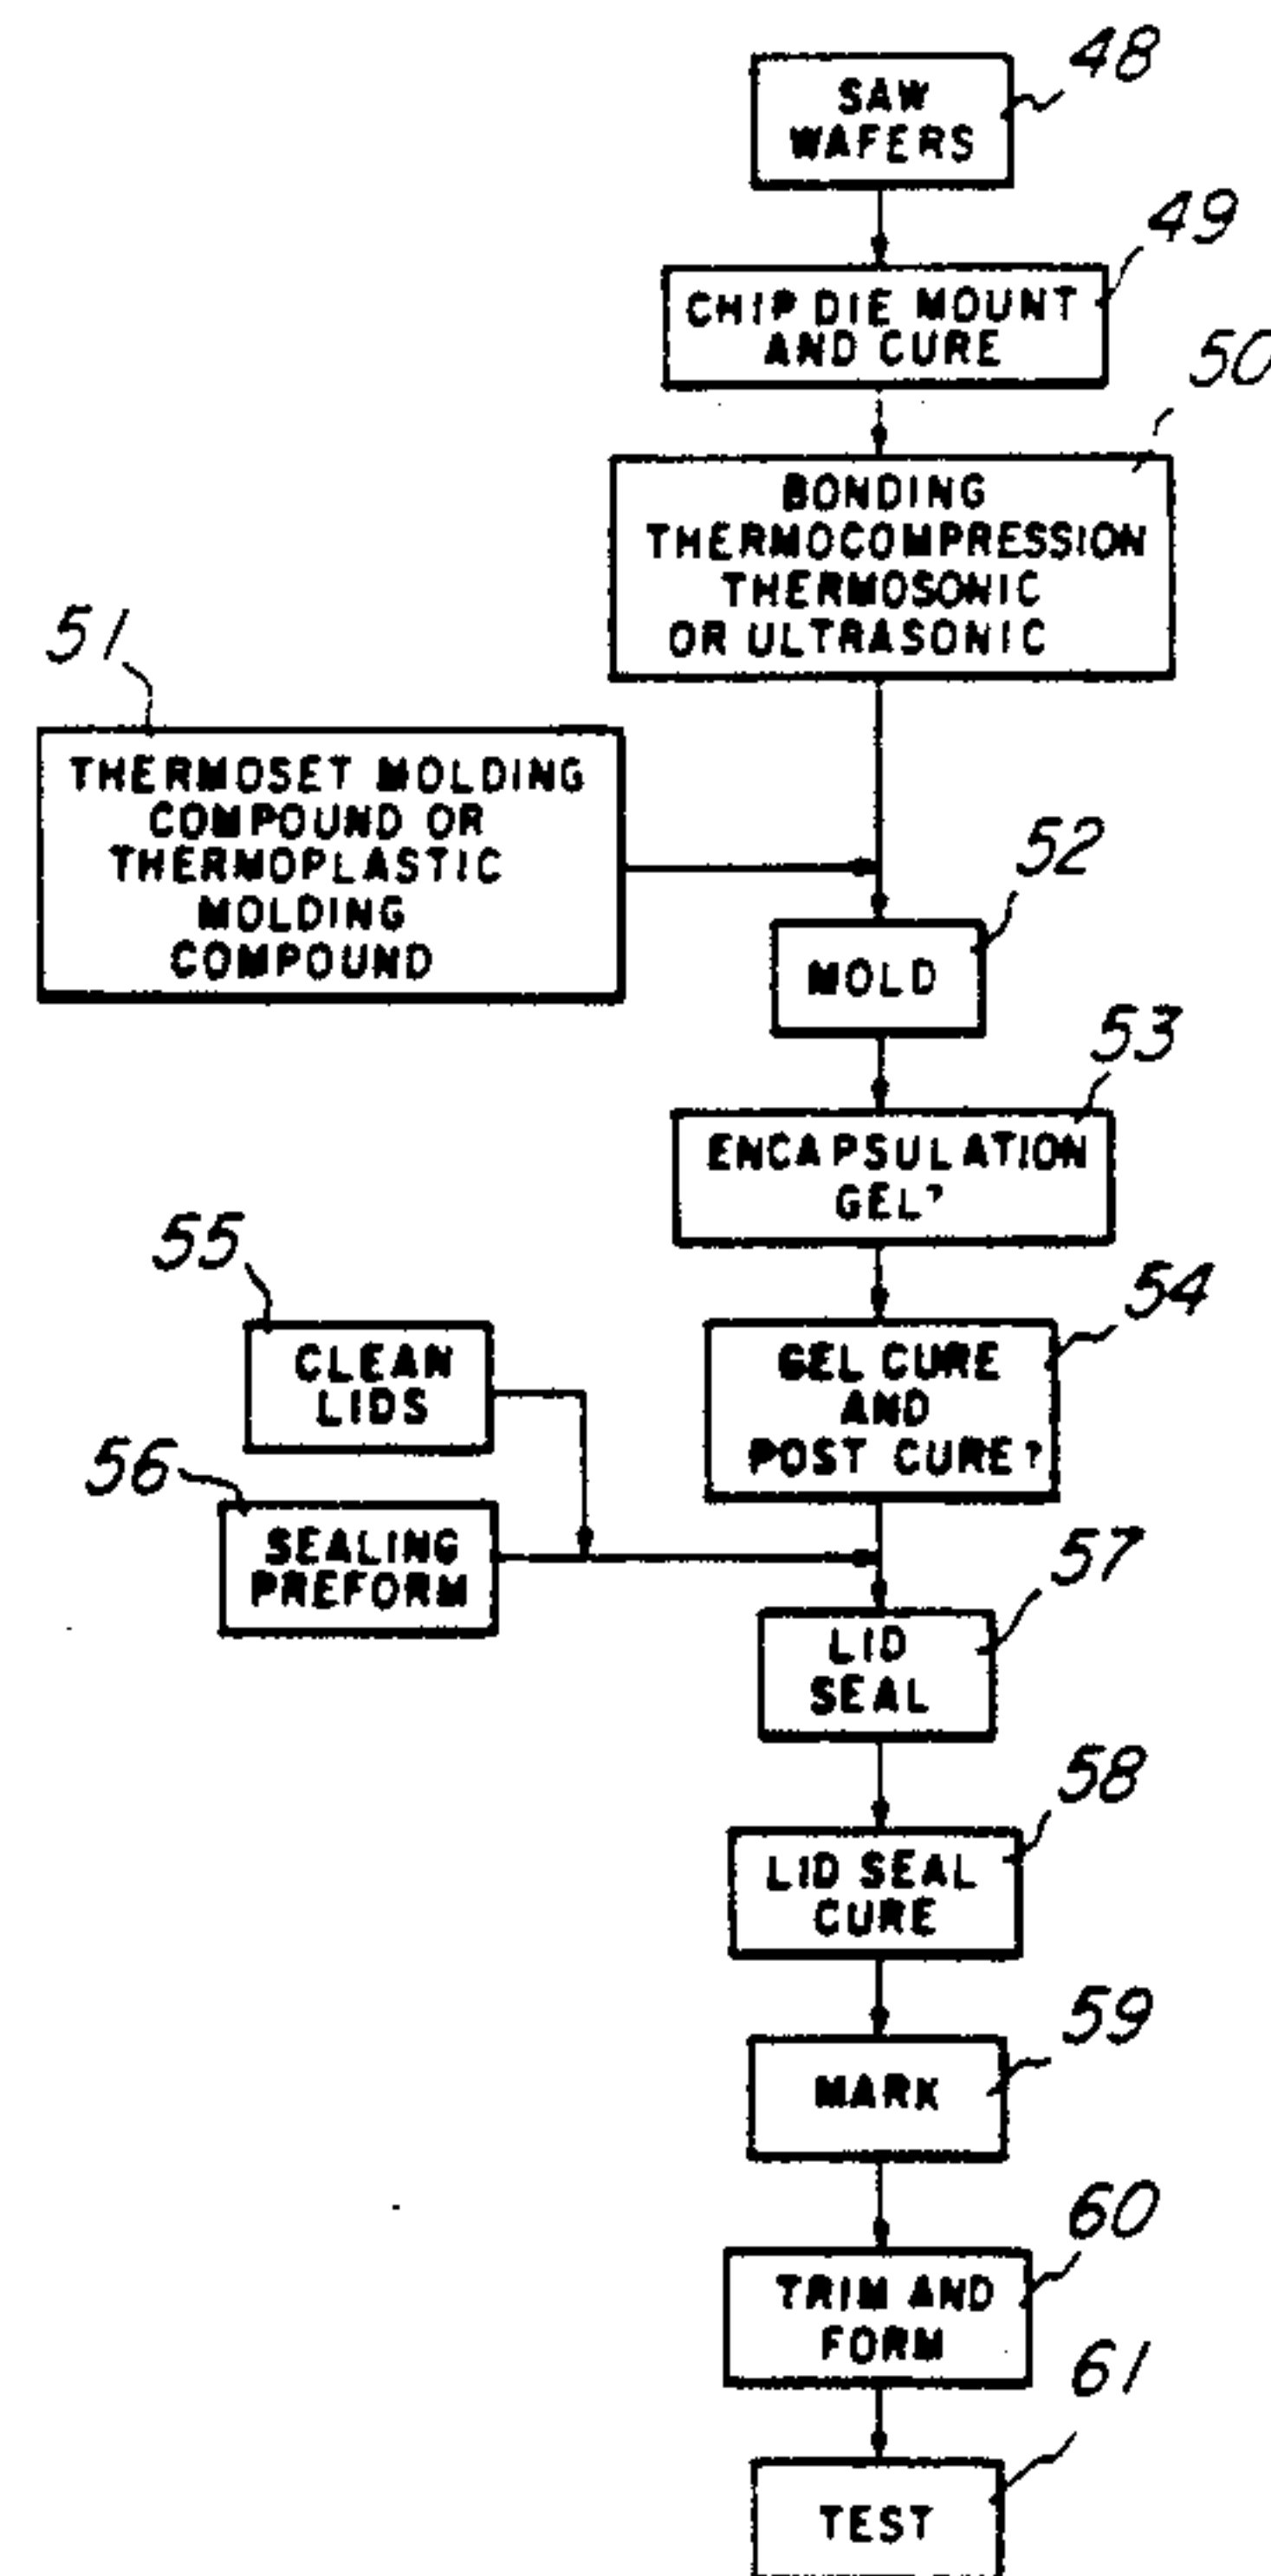 48
SAW
WAFERS
49
CHIP DIE MOUNT
AND CURE
50
BONDING
THERMOCOMPRESSION
THERMOSONIC
OR ULTRASONIC
51
THERMOSET MOLDING
COMPOUND OR
THERMOPLASTIC
MOLDING
COMPOUND
52
MOLD
53
ENCAPSULATION
GEL?
54
GEL CURE
AND
POST CURE?
55
CLEAN
LIDS
56
SEALING
PREFORM
57
LID
SEAL
58
LID SEAL
CURE
59
MARK
60
TRIM AND
FORM
61
TEST